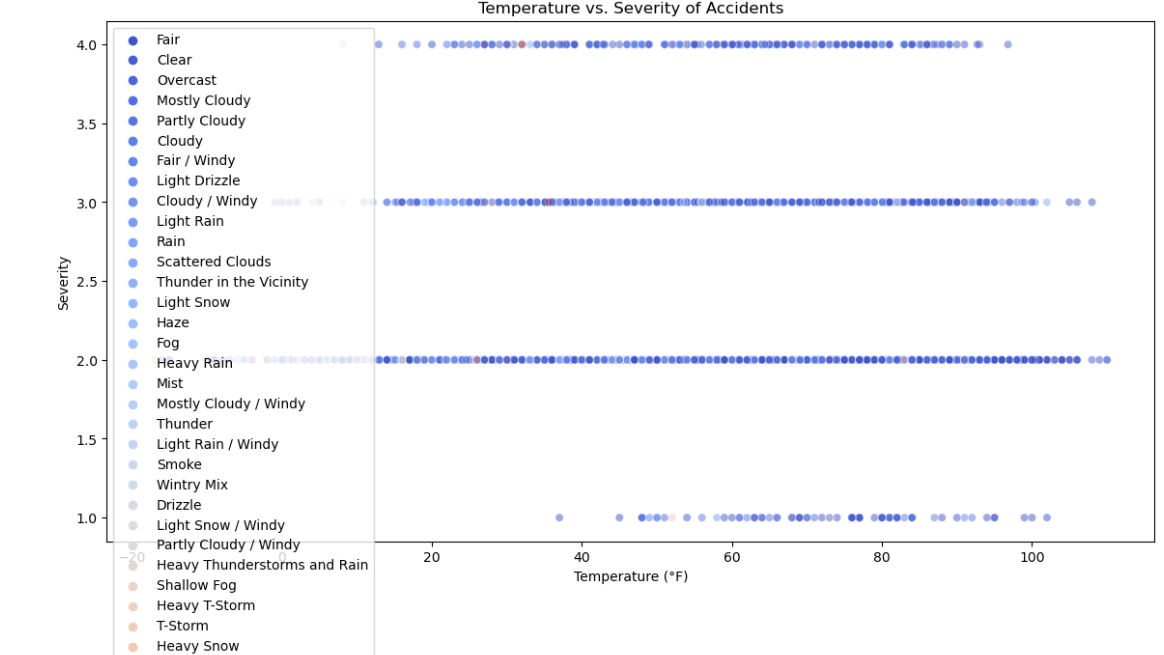 Temperature vs. Severity of Accidents
4.0
3.5
3.0
2.5
2.0
1.5
1.0
Severity
Fair
Clear
Overcast
Mostly Cloudy
Partly Cloudy
Cloudy
Fair / Windy
Light Drizzle
Cloudy / Windy
Light Rain
Rain
Scattered Clouds
Thunder in the Vicinity
Light Snow
Haze
Fog
Heavy Rain
Mist
Mostly Cloudy / Windy
Thunder
Light Rain / Windy
Smoke
Wintry Mix
Drizzle
Light Snow / Windy
Partly Cloudy / Windy
Heavy Thunderstorms and Rain
Shallow Fog
Heavy T-Storm
T-Storm
Heavy Snow
−20 0 20 40 60 80 100
Temperature (°F)